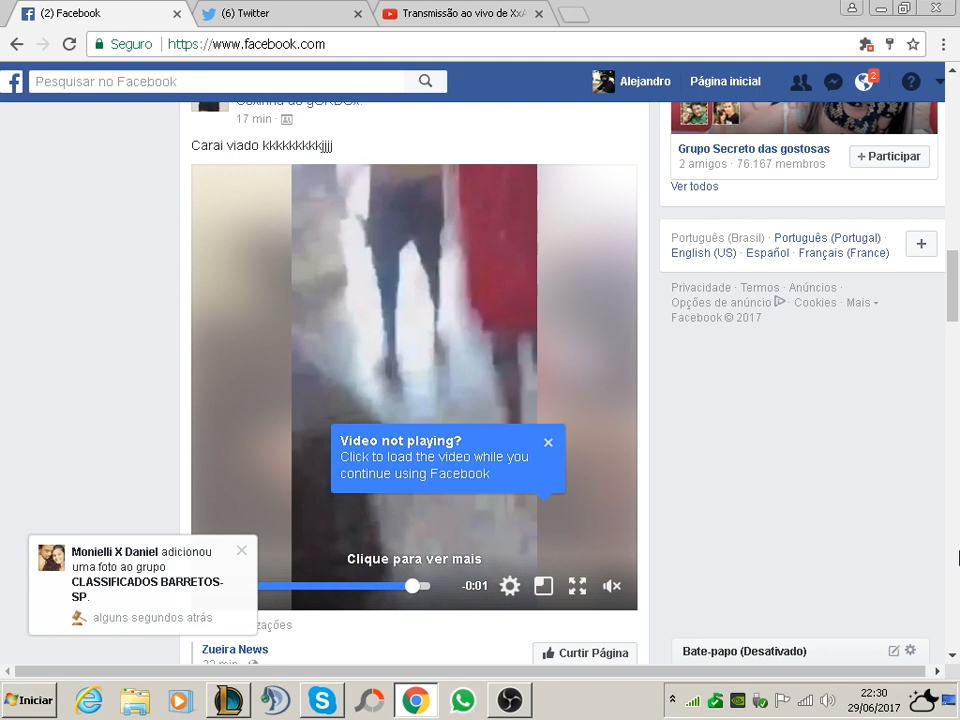 (2) Facebook
(6) Twitter
Transmissão ao vivo de XxA
Seguro
https://www.facebook.com
Pesquisar no Facebook
Alejandro
Página inicial
2
17 min ·
Carai viado kkkkkkkkkjjjj
Video not playing?
Click to load the video while you
continue using Facebook
Clique para ver mais
-0:01
Monielli X Daniel adicionou
uma foto ao grupo
CLASSIFICADOS BARRETOS-
SP.
alguns segundos atrás
zações
Zueira News
Curtir Página
Grupo Secreto das gostosas
2 amigos · 76.167 membros
+ Participar
Ver todos
Português (Brasil) · Português (Portugal) ·
English (US) · Español · Français (France)
+
Privacidade · Termos · Anúncios ·
Opções de anúncio · Cookies · Mais
Facebook © 2017
Bate-papo (Desativado)
Iniciar
22:30
29/06/2017